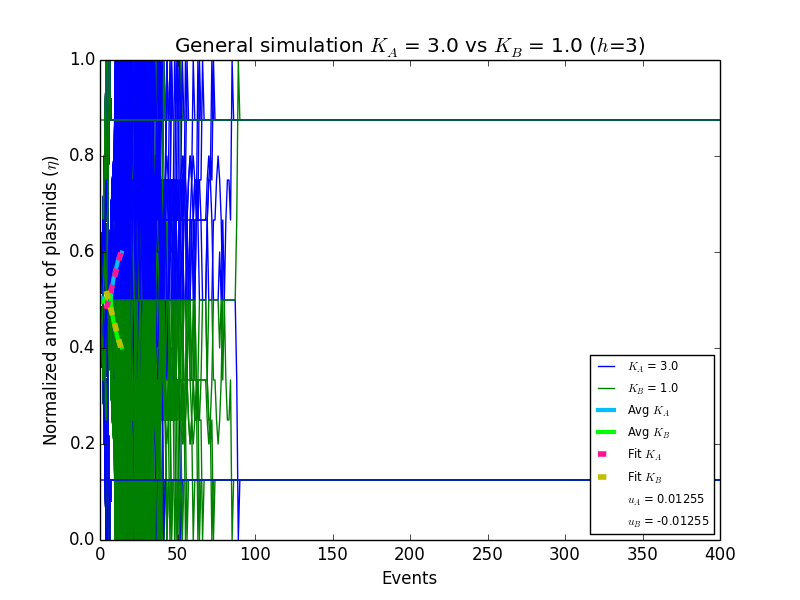 General simulation K_A = 3.0 vs K_B = 1.0 (h=3)
Normalized amount of plasmids (η)
1.0
0.8
0.6
0.4
0.2
0.0
0 50 100 150 200 250 300 350 400
Events
K_A = 3.0
K_B = 1.0
Avg K_A
Avg K_B
Fit K_A
Fit K_B
u_A = 0.01255
u_B = -0.01255